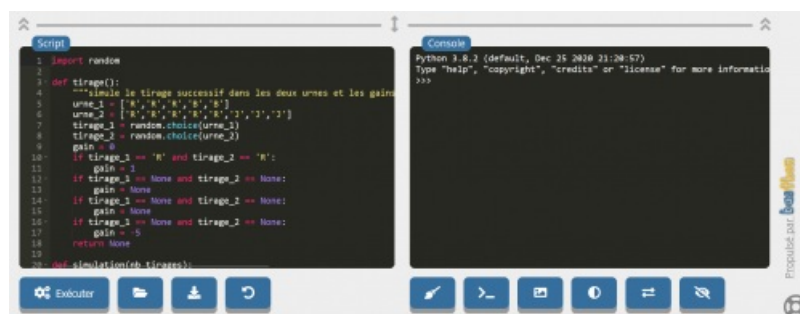 Script
1 import random
2
3 def tirage():
4 """simule le tirage successif dans les deux urnes et les gains
5 urne_1 = ['R','R','R','B','B']
6 urne_2 = ['R','R','R','R','R','J','J','J']
7 tirage_1 = random.choice(urne_1)
8 tirage_2 = random.choice(urne_2)
9 gain = 0
10 if tirage_1 == 'R' and tirage_2 == 'R':
11 gain = 1
12 if tirage_1 == None and tirage_2 == None:
13 gain = None
14 if tirage_1 == None and tirage_2 == None:
15 gain = None
16 if tirage_1 == None and tirage_2 == None:
17 gain = -5
18 return None
19
20 def simulation(nb_tirages):
Exécuter
Console
Python 3.8.2 (default, Dec 25 2020 21:20:57)
Type "help", "copyright", "credits" or "license" for more informatio
>>>
Propulsé par basthon